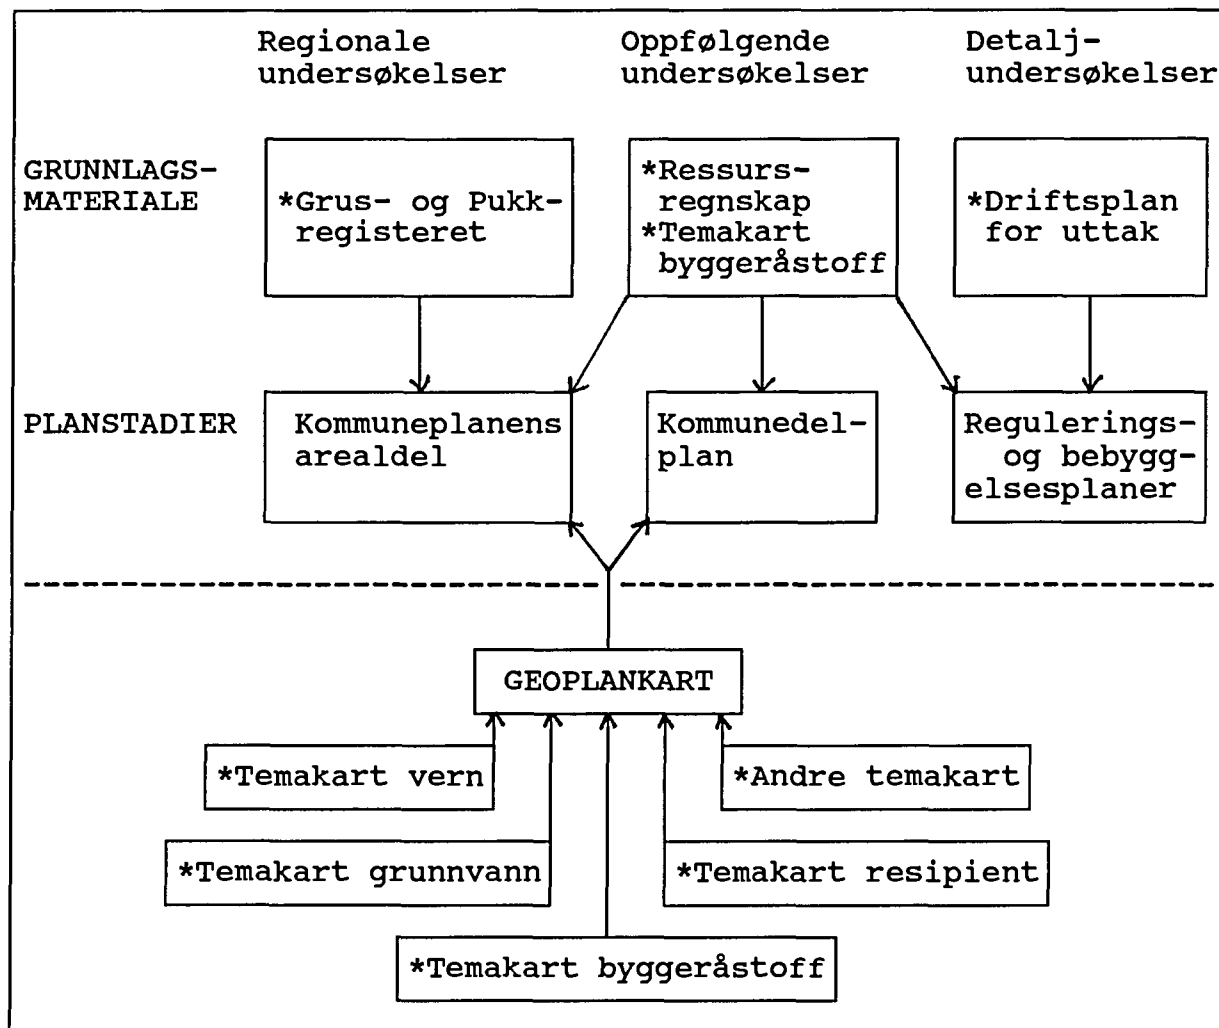 Regionale
undersøkelser
Oppfølgende
undersøkelser
Detalj-
undersøkelser
GRUNNLAGS-
MATERIALE
*Grus- og Pukk-
registeret
*Ressurs-
regnskap
*Temakart
byggeråstoff
*Driftsplan
for uttak
PLANSTADIER
Kommuneplanens
arealdel
Kommunedel-
plan
Regulerings-
og bebygg-
elsesplaner
GEOPLANKART
*Temakart vern
*Andre temakart
*Temakart grunnvann
*Temakart resipient
*Temakart byggeråstoff